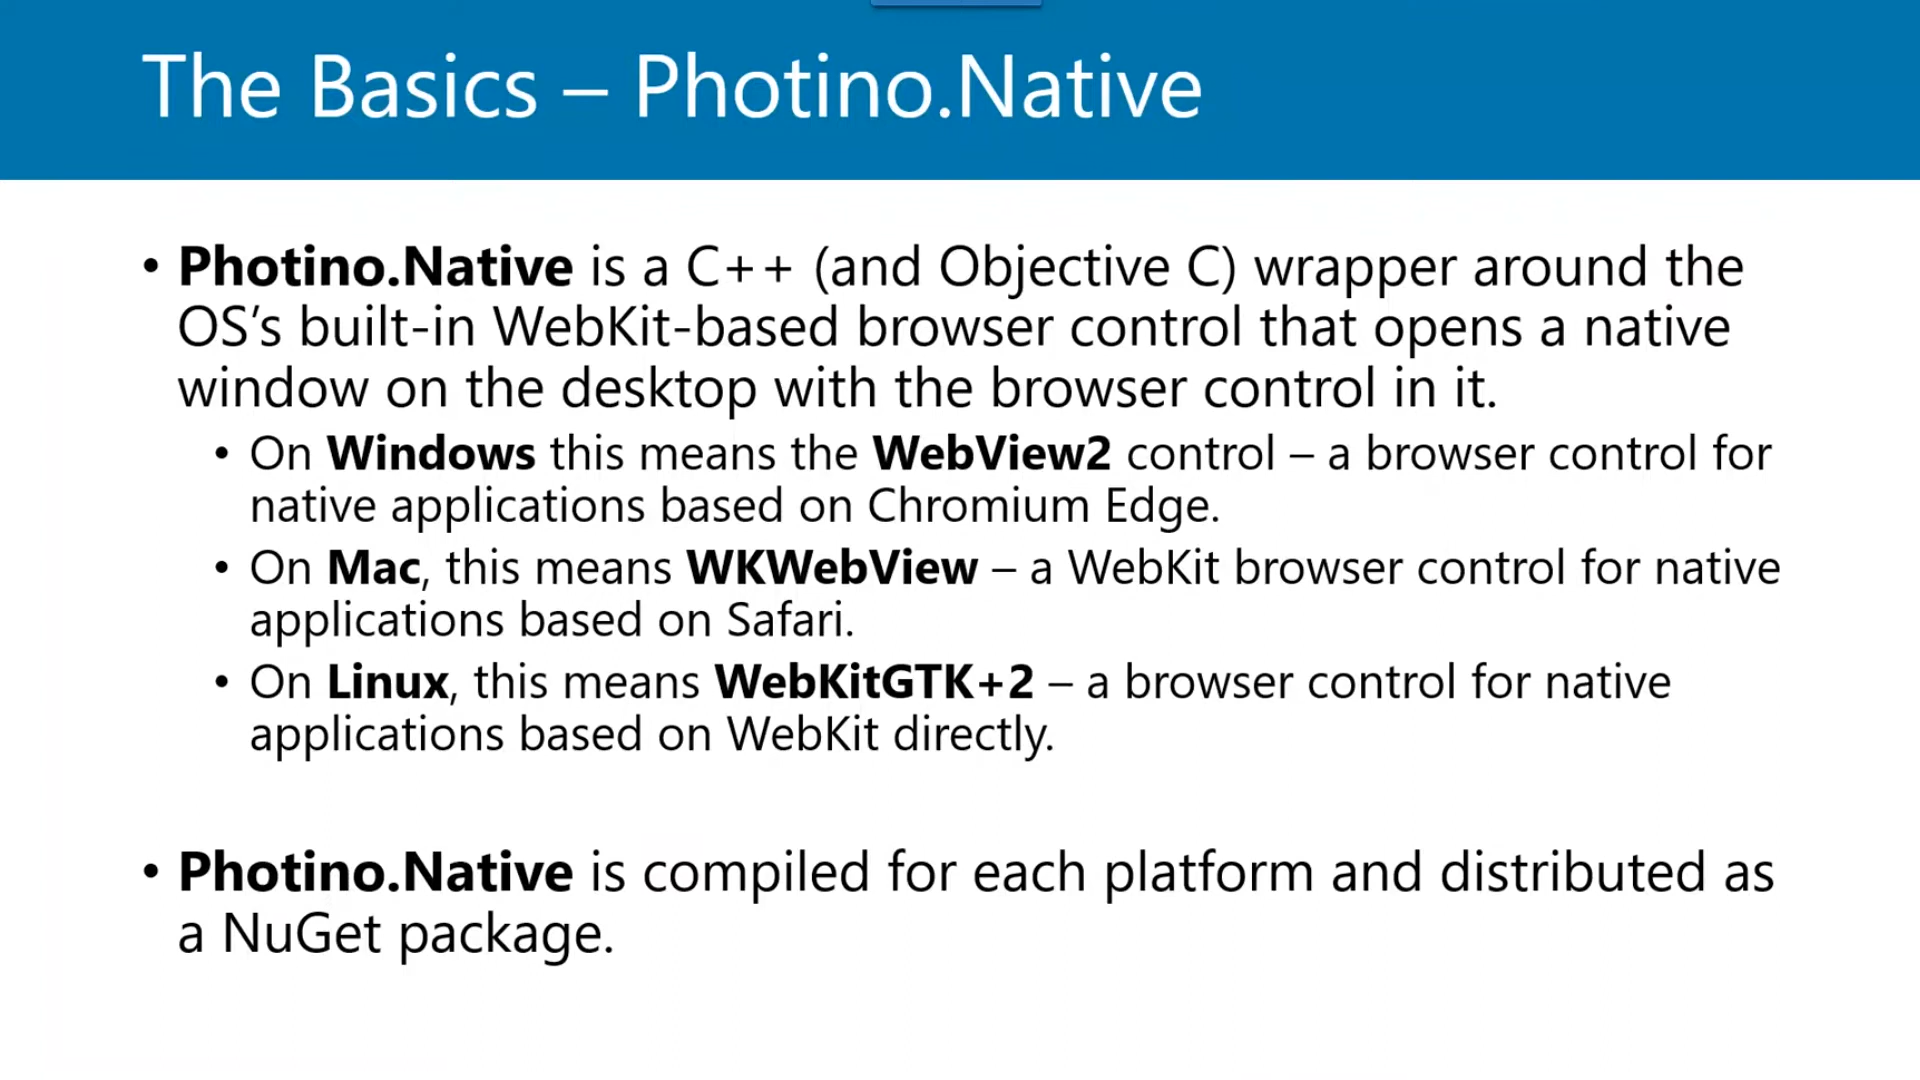 The Basics – Photino.Native
• Photino.Native is a C++ (and Objective C) wrapper around the
OS’s built-in WebKit-based browser control that opens a native
window on the desktop with the browser control in it.
• On Windows this means the WebView2 control – a browser control for
native applications based on Chromium Edge.
• On Mac, this means WKWebView – a WebKit browser control for native
applications based on Safari.
• On Linux, this means WebKitGTK+2 – a browser control for native
applications based on WebKit directly.
• Photino.Native is compiled for each platform and distributed as
a NuGet package.